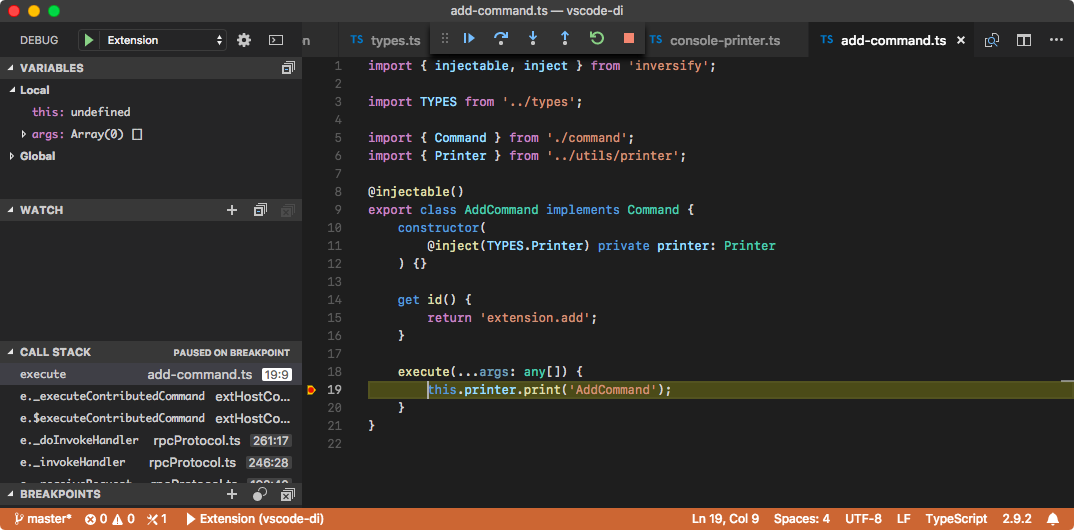 add-command.ts — vscode-di
DEBUG Extension
n TS types.ts TS console-printer.ts TS add-command.ts ×
VARIABLES
Local
this: undefined
args: Array(0) []
Global
WATCH
CALL STACK PAUSED ON BREAKPOINT
execute add-command.ts 19:9
e._executeContributedCommand extHostCo...
e.$executeContributedCommand extHostCo...
e._doInvokeHandler rpcProtocol.ts 261:17
e._invokeHandler rpcProtocol.ts 246:28
BREAKPOINTS
1 import { injectable, inject } from 'inversify';
2
3 import TYPES from '../types';
4
5 import { Command } from './command';
6 import { Printer } from '../utils/printer';
7
8 @injectable()
9 export class AddCommand implements Command {
10 constructor(
11 @inject(TYPES.Printer) private printer: Printer
12 ) {}
13
14 get id() {
15 return 'extension.add';
16 }
17
18 execute(...args: any[]) {
19 this.printer.print('AddCommand');
20 }
21 }
22
master* 0 0 1 Extension (vscode-di) Ln 19, Col 9 Spaces: 4 UTF-8 LF TypeScript 2.9.2